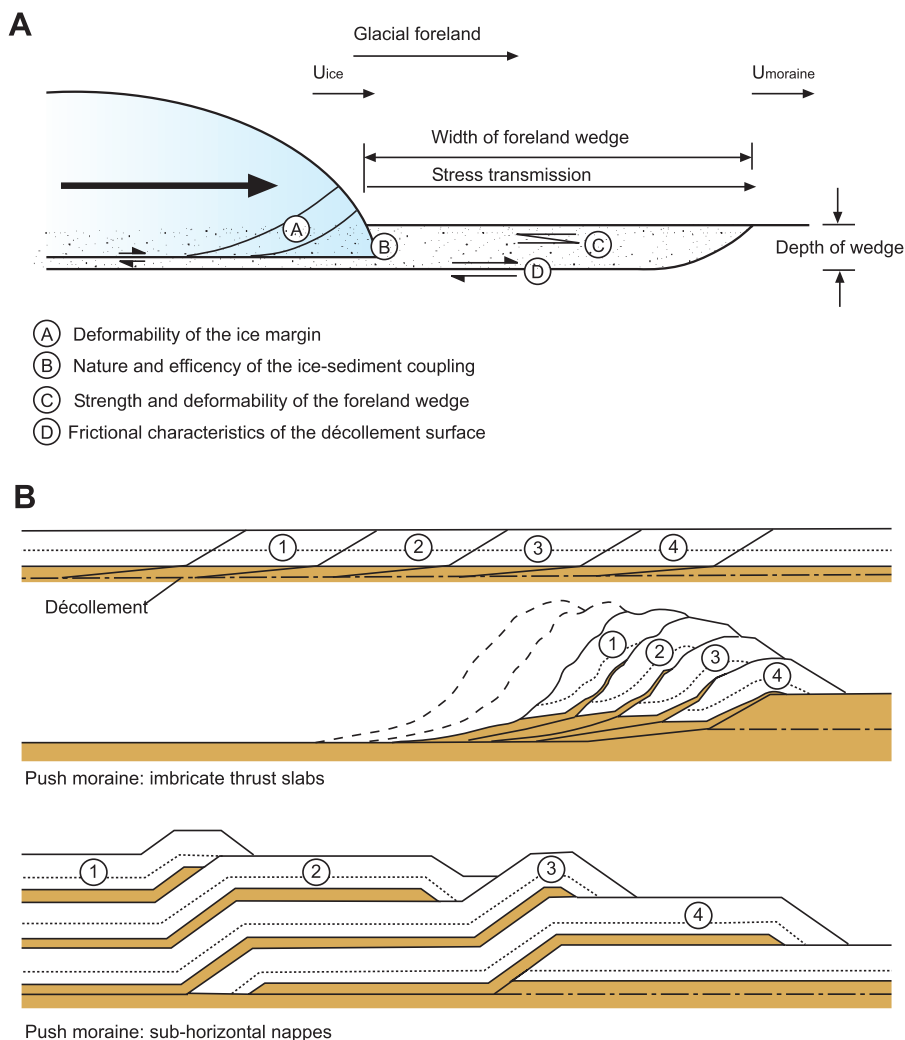 A
Glacial foreland
Uice
Umoraine
Width of foreland wedge
Stress transmission
A
B
C
D
Depth of wedge
A Deformability of the ice margin
B Nature and efficency of the ice-sediment coupling
C Strength and deformability of the foreland wedge
D Frictional characteristics of the décollement surface
B
1 2 3 4
Décollement
1 2 3 4
Push moraine: imbricate thrust slabs
1 2 3 4
Push moraine: sub-horizontal nappes